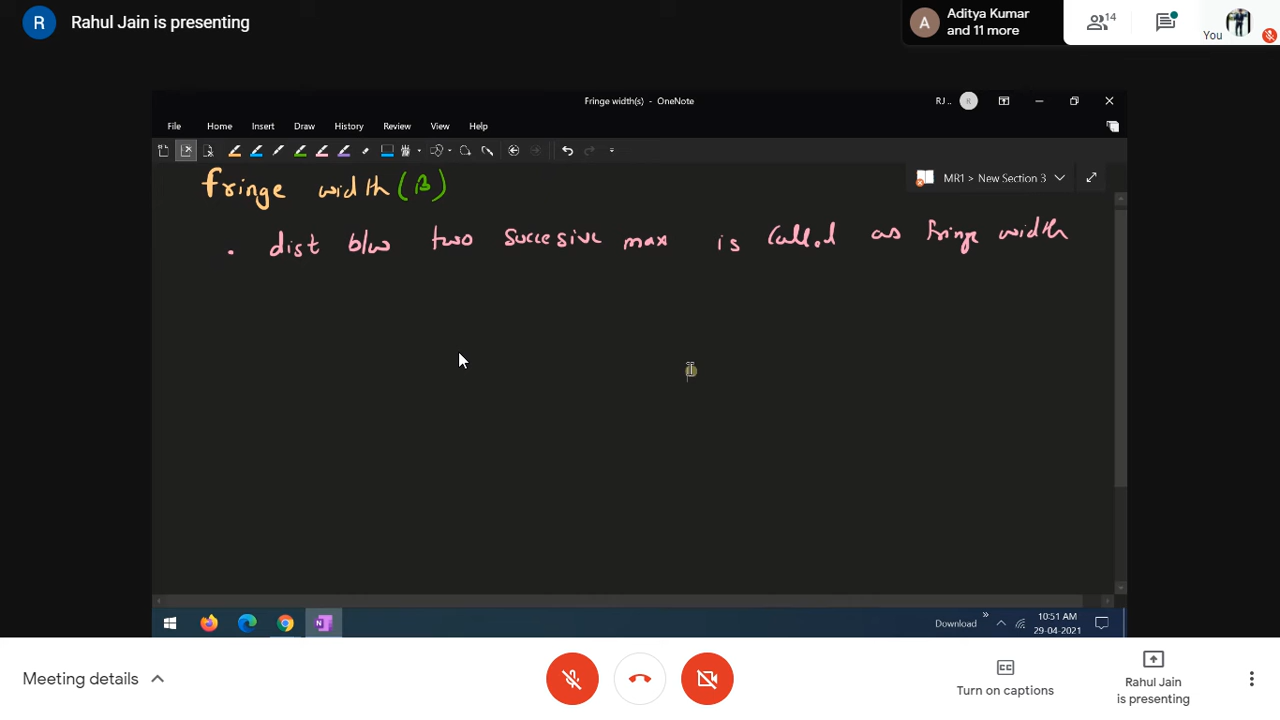 R Rahul Jain is presenting
A Aditya Kumar and 11 more
14
You
Fringe width(s) - OneNote
RJ ..
K
File Home Insert Draw History Review View Help
MR1 > New Section 3
fringe width (β)
. dist b/w two succesive max is called as fringe width
Download
10:51 AM
29-04-2021
Meeting details
CC
Turn on captions
Rahul Jain
is presenting